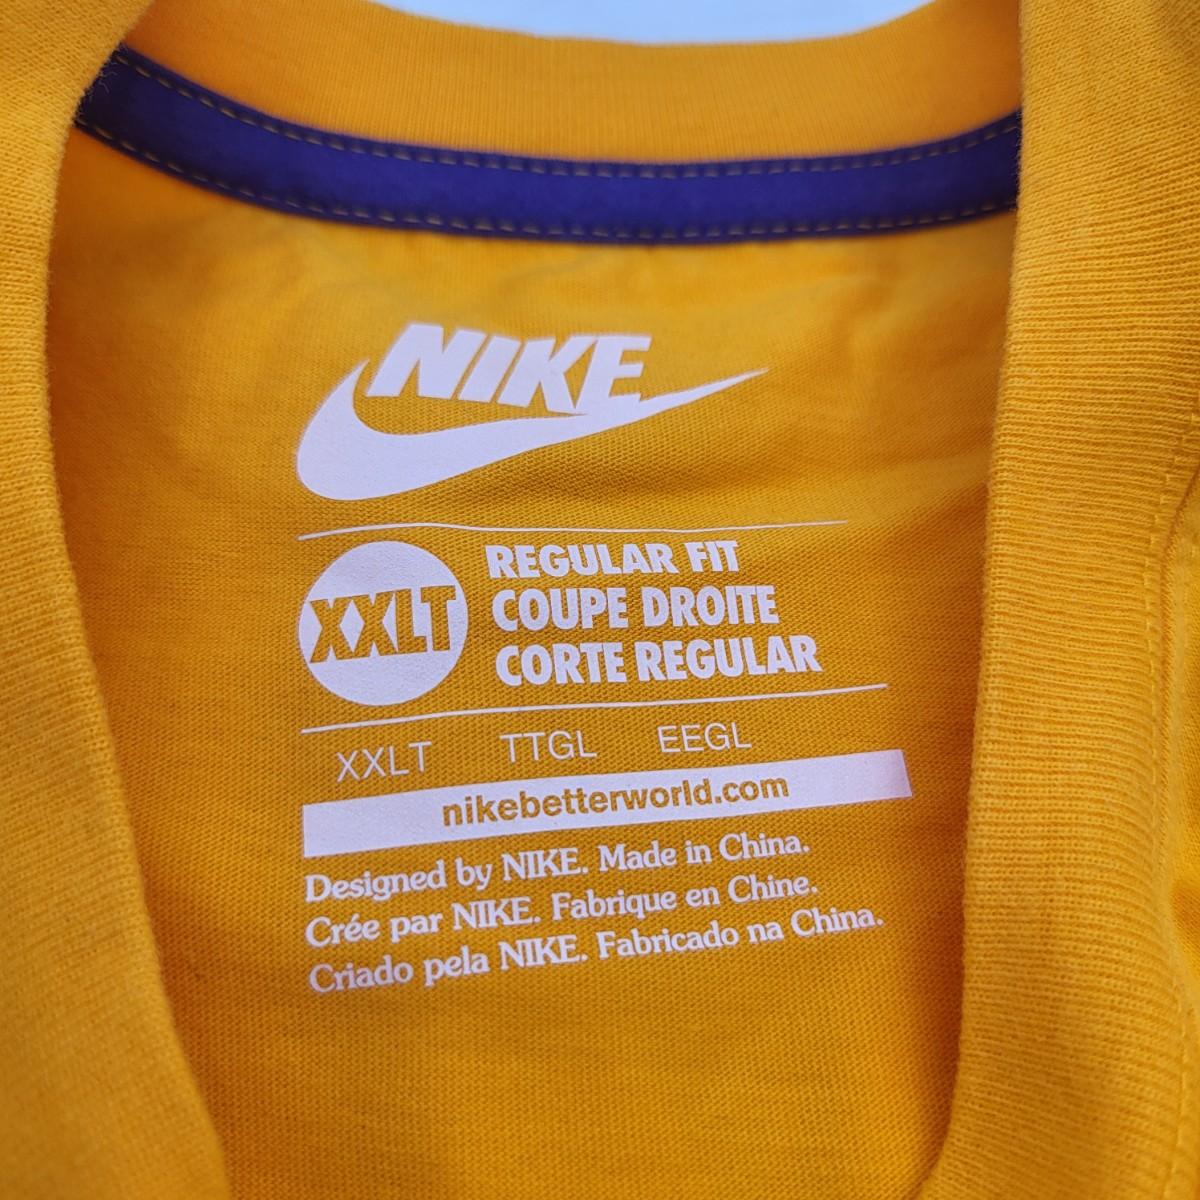 NIKE
XXLT
REGULAR FIT
COUPE DROITE
CORTE REGULAR
XXLT TTGL EEGL
nikebetterworld.com
Designed by NIKE. Made in China.
Crée par NIKE. Fabrique en Chine.
Criado pela NIKE. Fabricado na China.